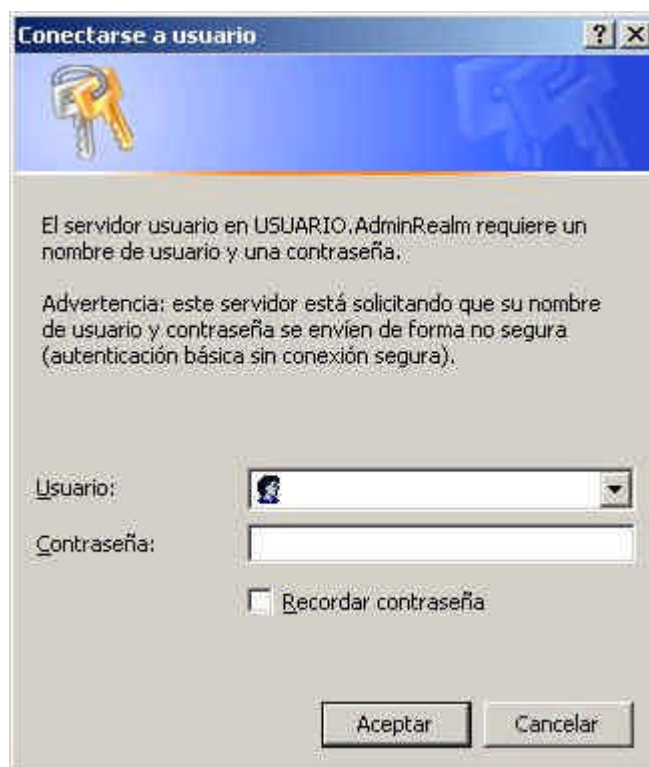 Conectarse a usuario
El servidor usuario en USUARIO.AdminRealm requiere un
nombre de usuario y una contraseña.
Advertencia: este servidor está solicitando que su nombre
de usuario y contraseña se envíen de forma no segura
(autenticación básica sin conexión segura).
Usuario:
Contraseña:
Recordar contraseña
Aceptar Cancelar